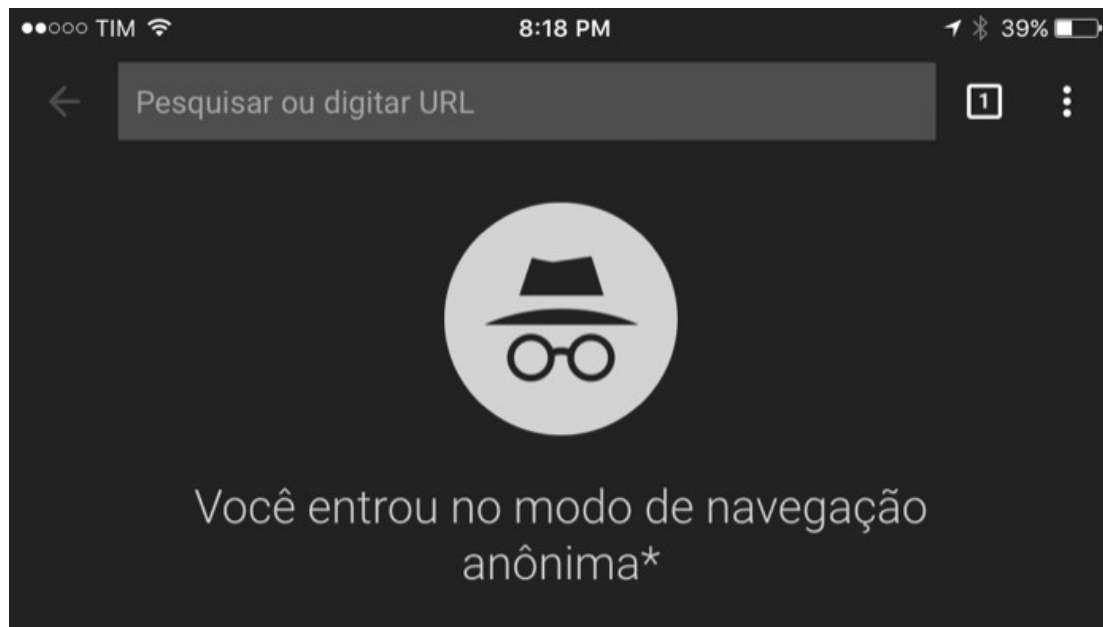 TIM 8:18 PM 39%
Pesquisar ou digitar URL 1
Você entrou no modo de navegação
anônima*